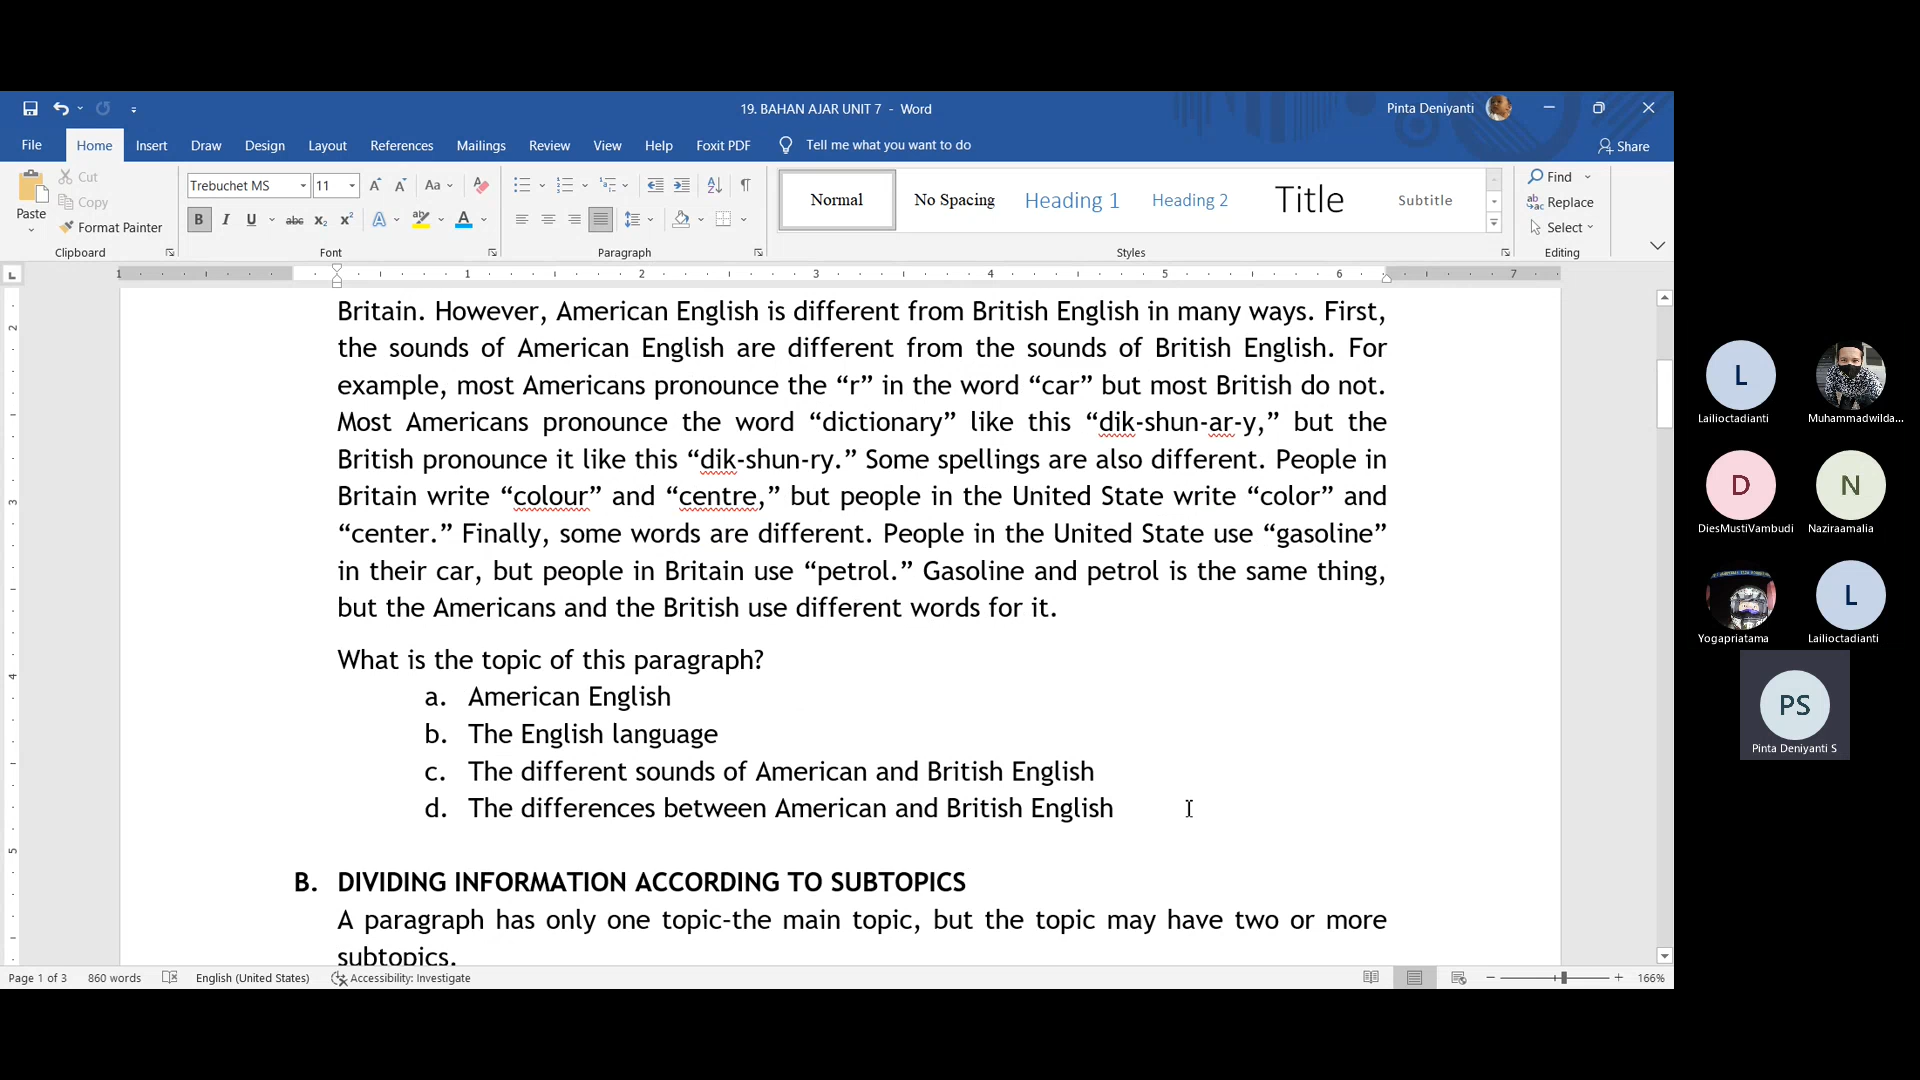 19. BAHAN AJAR UNIT 7 - Word
Pinta Deniyanti
File Home Insert Draw Design Layout References Mailings Review View Help Foxit PDF Tell me what you want to do Share
Paste Cut Copy Format Painter
Trebuchet MS 11
Normal No Spacing Heading 1 Heading 2 Title Subtitle
Find
Replace
Select
Clipboard Font Paragraph Styles Editing
1 1 2 3 4 5 6 7
Britain. However, American English is different from British English in many ways. First,
the sounds of American English are different from the sounds of British English. For
example, most Americans pronounce the “r” in the word “car” but most British do not.
Most Americans pronounce the word “dictionary” like this “dik-shun-ar-y,” but the
British pronounce it like this “dik-shun-ry.” Some spellings are also different. People in
Britain write “colour” and “centre,” but people in the United State write “color” and
“center.” Finally, some words are different. People in the United State use “gasoline”
in their car, but people in Britain use “petrol.” Gasoline and petrol is the same thing,
but the Americans and the British use different words for it.
What is the topic of this paragraph?
a. American English
b. The English language
c. The different sounds of American and British English
d. The differences between American and British English
B. DIVIDING INFORMATION ACCORDING TO SUBTOPICS
A paragraph has only one topic-the main topic, but the topic may have two or more
subtopics.
Page 1 of 3 860 words English (United States) Accessibility: Investigate 166%
L
Lailioctadianti
Muhammadwilda...
D
DiesMustiVambudi
N
Naziraamalia
Yogapriatama
L
Lailioctadianti
PS
Pinta Deniyanti S